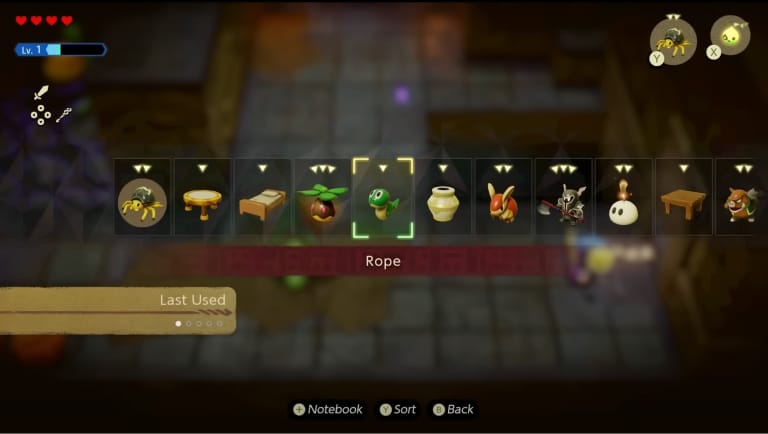 Lv. 1
Y
X
Rope
Last Used
+ Notebook Y Sort B Back